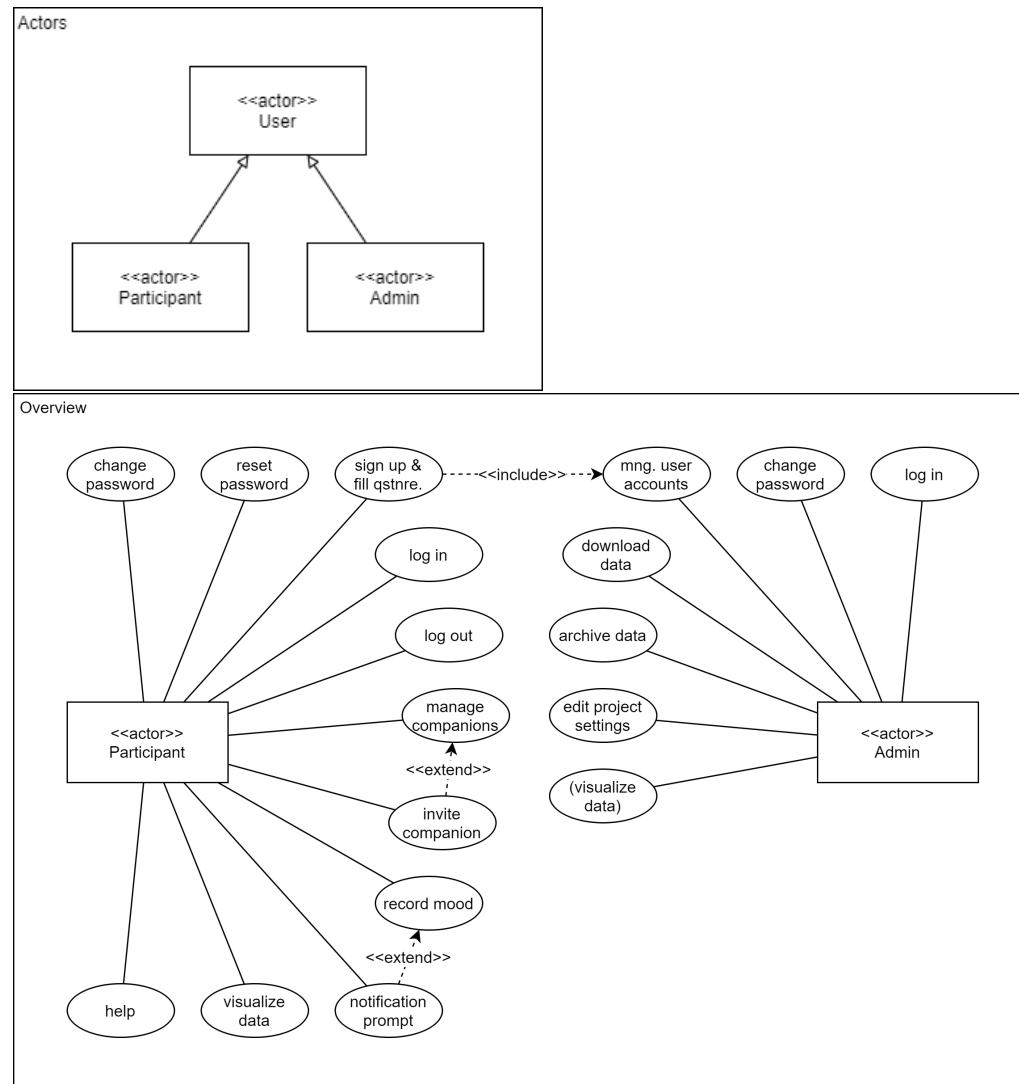 Actors
<<actor>>
User
<<actor>>
Participant
<<actor>>
Admin
Overview
change
password
reset
password
sign up &
fill qstnre.
<<include>>
mng. user
accounts
change
password
log in
log in
download
data
log out
archive data
manage
companions
edit project
settings
<<actor>>
Participant
<<actor>>
Admin
<<extend>>
(visualize
data)
invite
companion
record mood
<<extend>>
help
visualize
data
notification
prompt